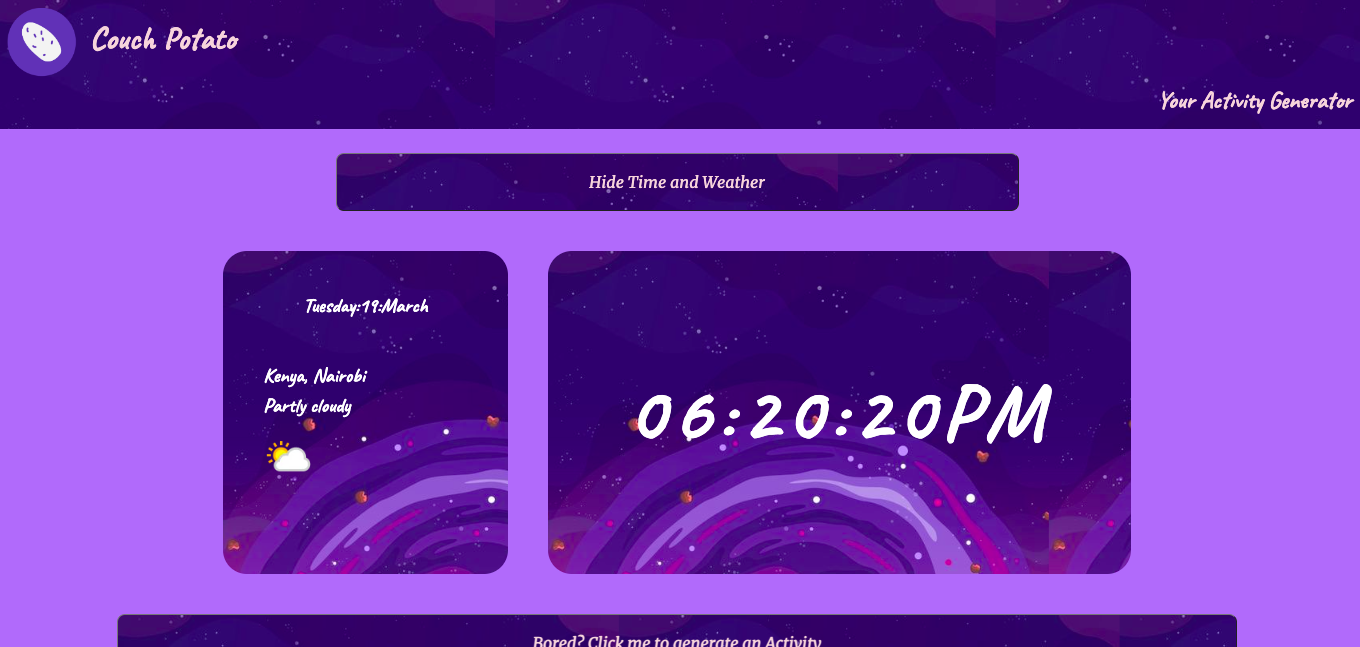 Couch Potato
Your Activity Generator
Hide Time and Weather
Tuesday:19:March
Kenya, Nairobi
Partly cloudy
06:20:20PM
Bored? Click me to generate an Activity